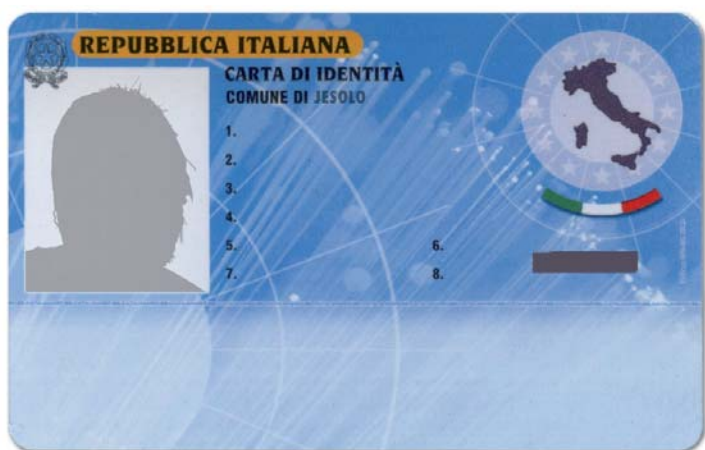 REPUBBLICA ITALIANA
CARTA DI IDENTITÀ
COMUNE DI JESOLO
1.
2.
3.
4.
5.
6.
7.
8.